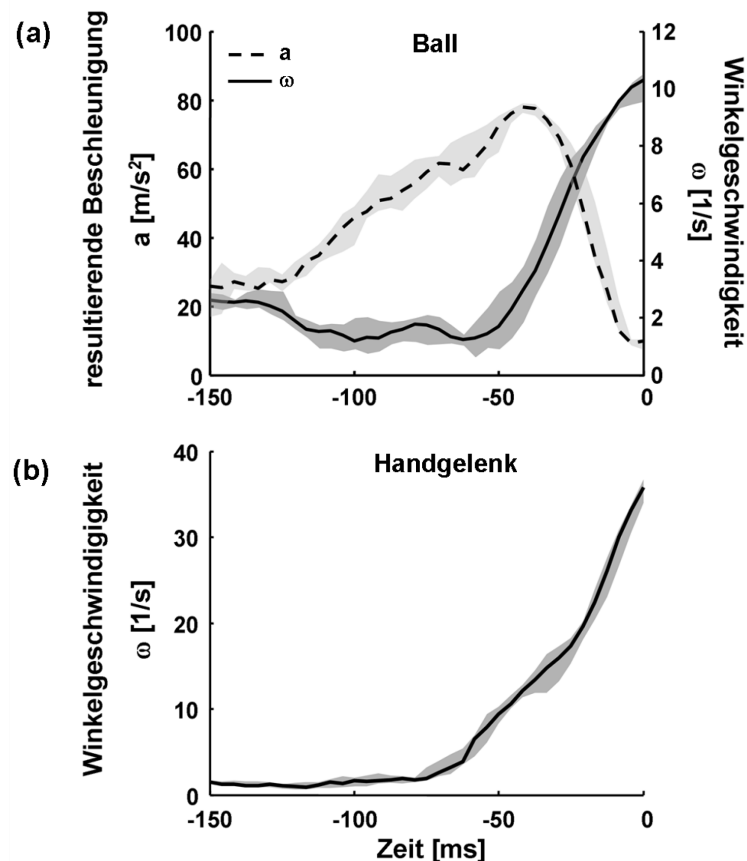 (a)
Ball
a
ω
resultierende Beschleunigung
a [m/s²]
100
80
60
40
20
0
12
10
8
6
4
2
0
Winkelgeschwindigkeit
ω [1/s]
-150
-100
-50
0
(b)
Handgelenk
Winkelgeschwindigigkeit
ω [1/s]
40
30
20
10
0
-150
-100
-50
0
Zeit [ms]